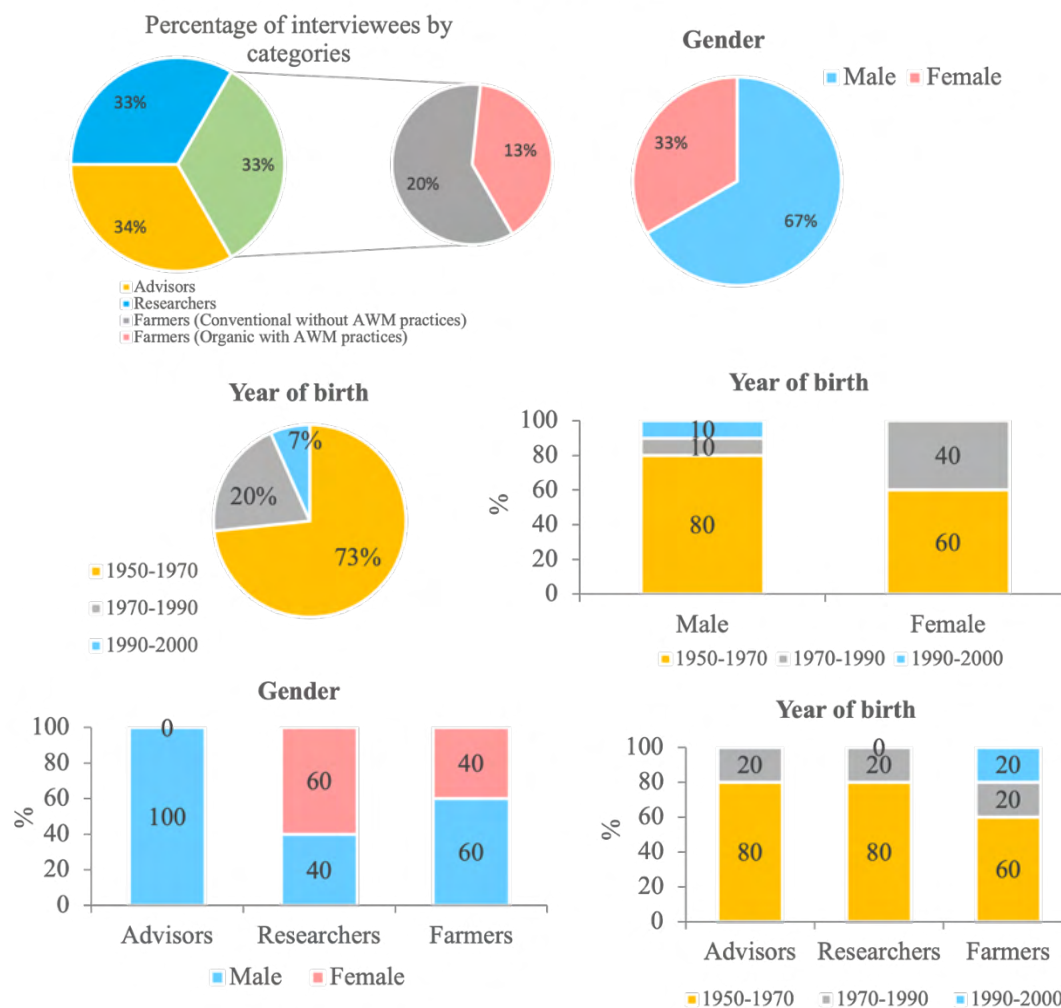 Percentage of interviewees by
categories
33%
33%
34%
20%
13%
Advisors
Researchers
Farmers (Conventional without AWM practices)
Farmers (Organic with AWM practices)
Gender
Male Female
33%
67%
Year of birth
7%
20%
73%
1950-1970
1970-1990
1990-2000
Year of birth
100
80
60
40
20
0
%
10
10
80
40
60
Male Female
1950-1970 1970-1990 1990-2000
Gender
100
80
60
40
20
0
%
0
100
60
40
40
60
Advisors Researchers Farmers
Male Female
Year of birth
100
80
60
40
20
0
%
20
80
0
20
80
20
20
60
Advisors Researchers Farmers
1950-1970 1970-1990 1990-2000